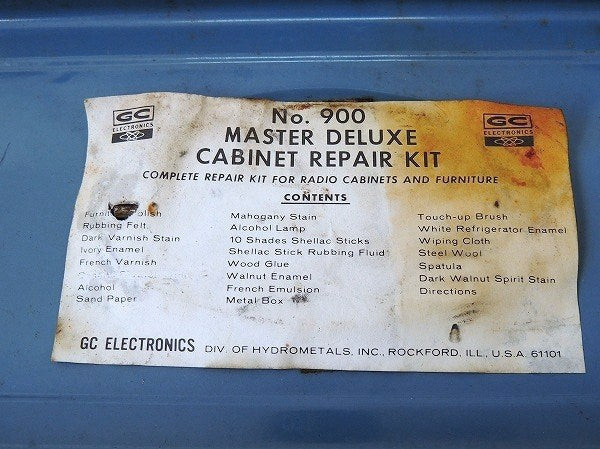 GC
ELECTRONICS
No. 900
MASTER DELUXE
CABINET REPAIR KIT
GC
ELECTRONICS
COMPLETE REPAIR KIT FOR RADIO CABINETS AND FURNITURE
CONTENTS
Furniture Polish
Rubbing Felt
Dark Varnish Stain
Ivory Enamel
French Varnish
Alcohol
Sand Paper
Mahogany Stain
Alcohol Lamp
10 Shades Shellac Sticks
Shellac Stick Rubbing Fluid
Wood Glue
Walnut Enamel
French Emulsion
Metal Box
Touch-up Brush
White Refrigerator Enamel
Wiping Cloth
Steel Wool
Spatula
Dark Walnut Spirit Stain
Directions
GC ELECTRONICS DIV. OF HYDROMETALS, INC., ROCKFORD, ILL., U.S.A. 61101